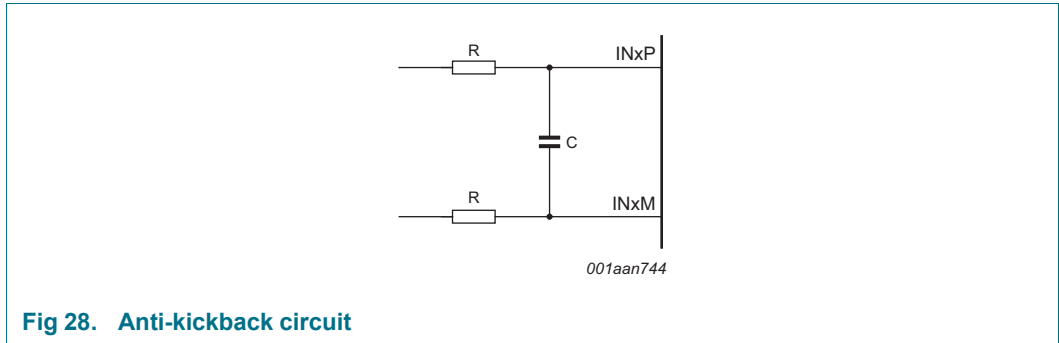 R
INxP
C
R
INxM
001aan744
Fig 28. Anti-kickback circuit